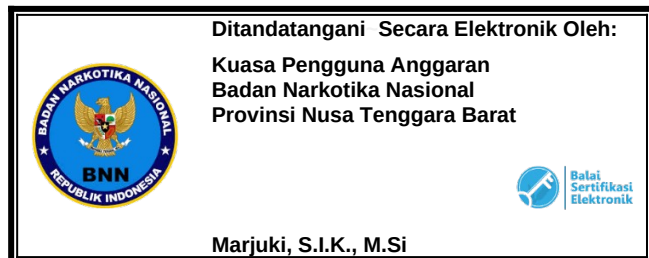 Ditandatangani Secara Elektronik Oleh:
Kuasa Pengguna Anggaran
Badan Narkotika Nasional
Provinsi Nusa Tenggara Barat
BADAN NARKOTIKA NASIONAL
BNN
REPUBLIK INDONESIA
Balai
Sertifikasi
Elektronik
Marjuki, S.I.K., M.Si